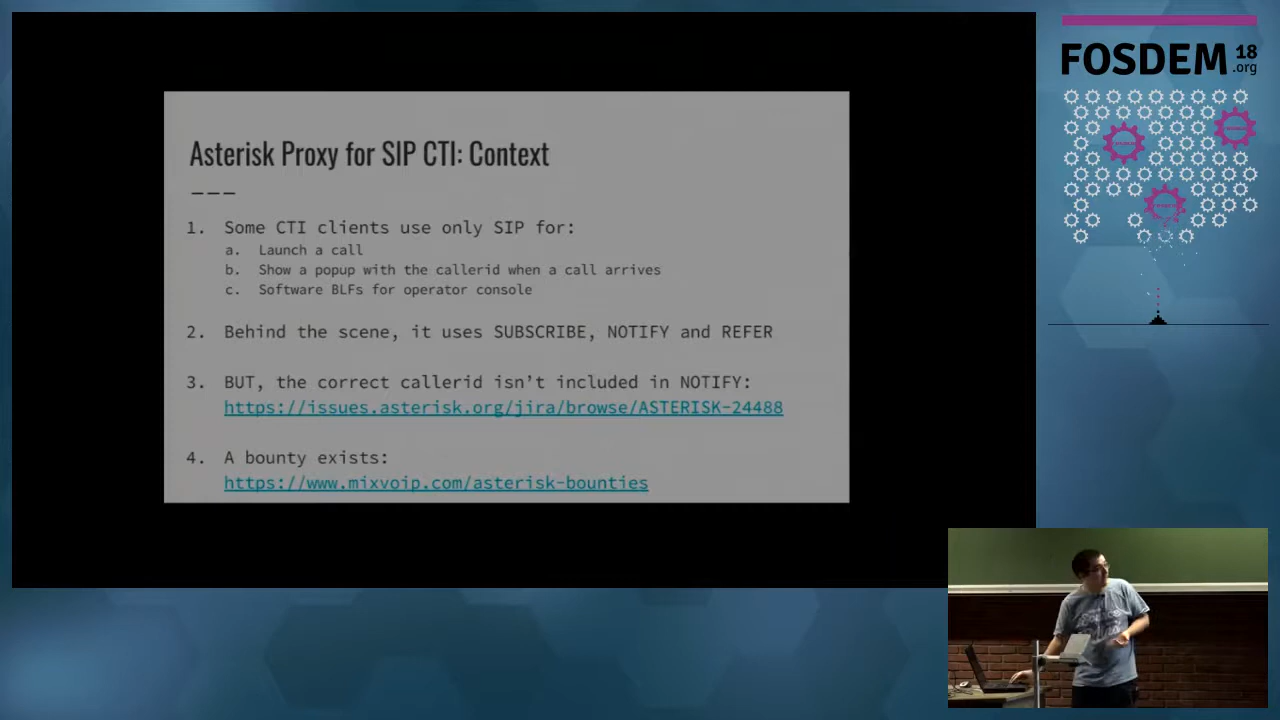 Asterisk Proxy for SIP CTI: Context
1. Some CTI clients use only SIP for:
a. Launch a call
b. Show a popup with the callerid when a call arrives
c. Software BLFs for operator console
2. Behind the scene, it uses SUBSCRIBE, NOTIFY and REFER
3. BUT, the correct callerid isn't included in NOTIFY:
https://issues.asterisk.org/jira/browse/ASTERISK-24488
4. A bounty exists:
https://www.mixvoip.com/asterisk-bounties
FOSDEM 18
.org